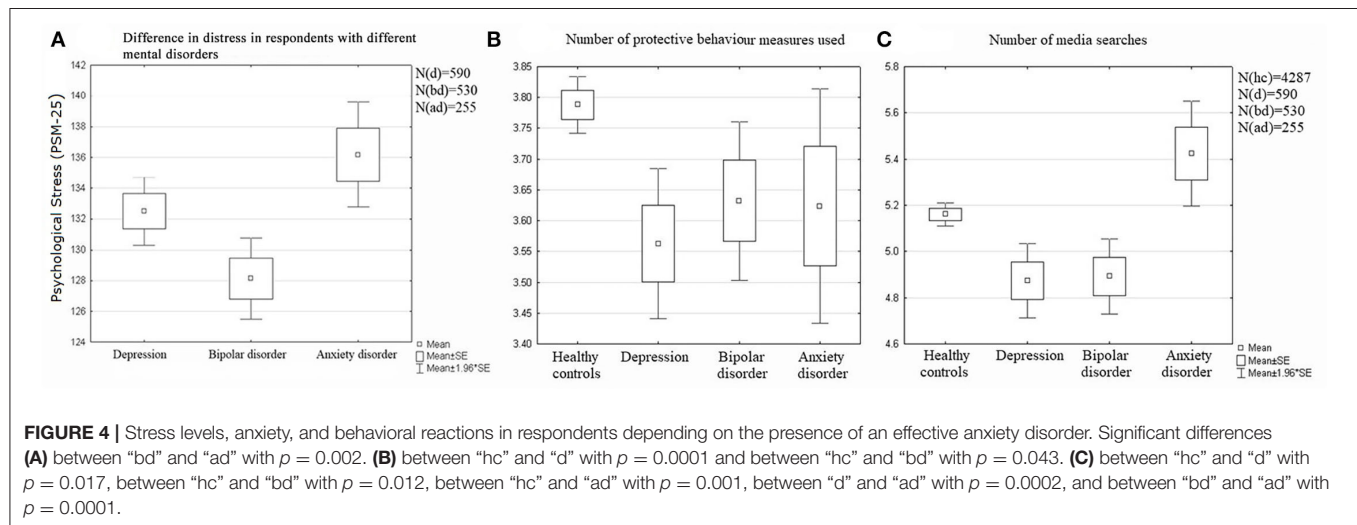 A
Difference in distress in respondents with different
mental disorders
Psychological Stress (PSM-25)
142
140
138
136
134
132
130
128
126
124
Depression
Bipolar disorder
Anxiety disorder
N(d)=590
N(bd)=530
N(ad)=255
Mean
Mean±SE
Mean±1.96*SE
B
Number of protective behaviour measures used
3.85
3.80
3.75
3.70
3.65
3.60
3.55
3.50
3.45
3.40
Healthy
controls
Depression
Bipolar
disorder
Anxiety
disorder
C
Number of media searches
5.8
5.6
5.4
5.2
5.0
4.8
4.6
Healthy
controls
Depression
Bipolar
disorder
Anxiety
disorder
N(hc)=4287
N(d)=590
N(bd)=530
N(ad)=255
Mean
Mean±SE
Mean±1.96*SE
FIGURE 4 | Stress levels, anxiety, and behavioral reactions in respondents depending on the presence of an effective anxiety disorder. Significant differences
(A) between “bd” and “ad” with p = 0.002. (B) between “hc” and “d” with p = 0.0001 and between “hc” and “bd” with p = 0.043. (C) between “hc” and “d” with
p = 0.017, between “hc” and “bd” with p = 0.012, between “hc” and “ad” with p = 0.001, between “d” and “ad” with p = 0.0002, and between “bd” and “ad” with
p = 0.0001.